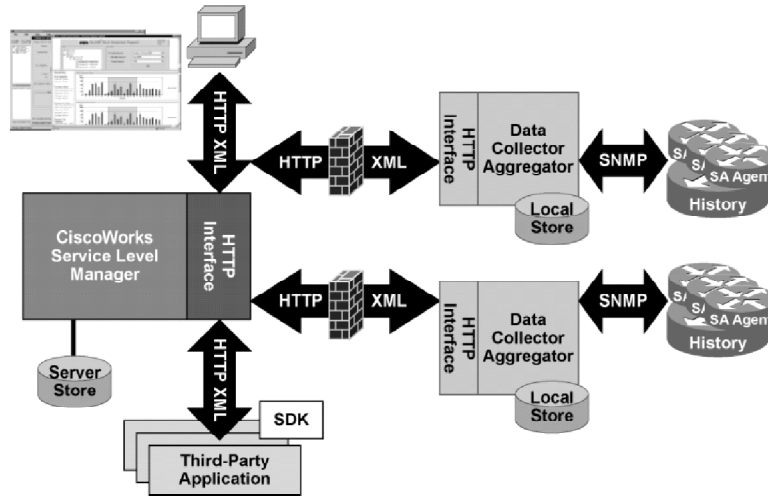 HTTP XML
HTTP
XML
HTTP
Interface
Data
Collector
Aggregator
SNMP
SA Agent
History
Local
Store
CiscoWorks
Service Level
Manager
HTTP
Interface
HTTP
XML
HTTP
Interface
Data
Collector
Aggregator
SNMP
SA Agent
History
Local
Store
Server
Store
HTTP XML
SDK
Third-Party
Application